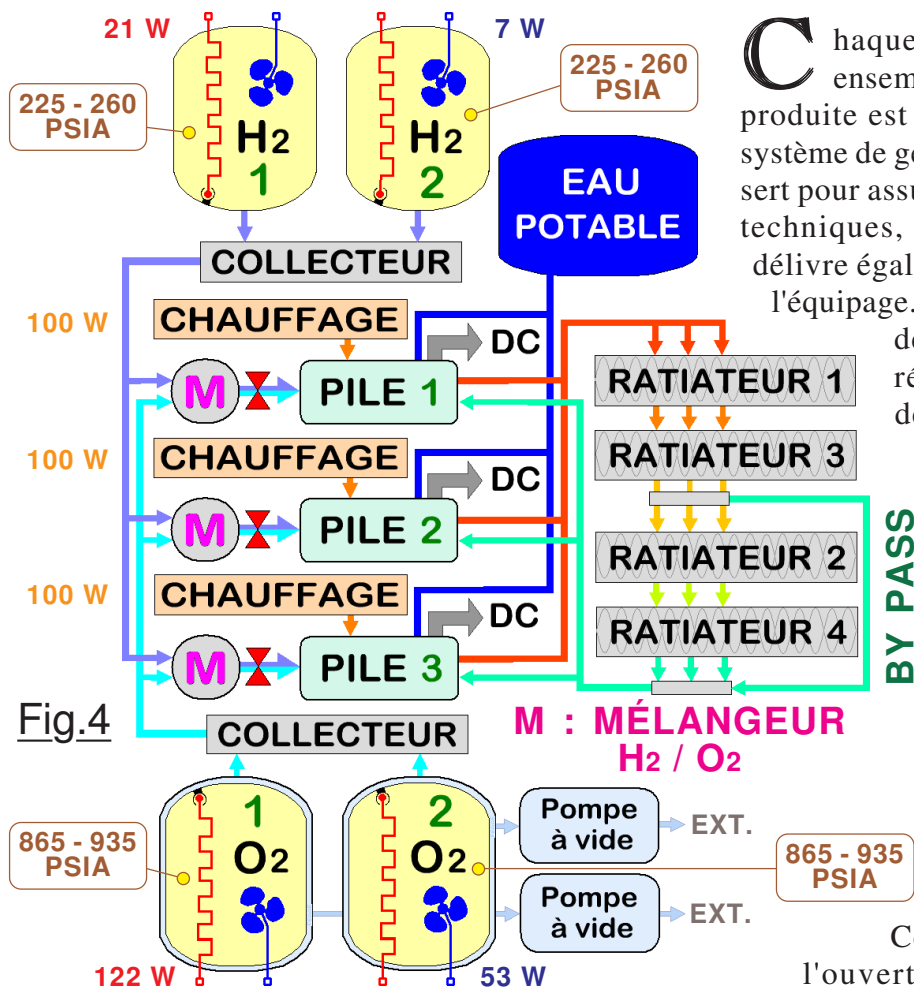 21 W
7 W
225 - 260
PSIA
225 - 260
PSIA
H2
1
H2
2
EAU
POTABLE
COLLECTEUR
100 W
CHAUFFAGE
DC
M
PILE 1
RATIATEUR 1
100 W
CHAUFFAGE
DC
RATIATEUR 3
M
PILE 2
RATIATEUR 2
100 W
CHAUFFAGE
DC
RATIATEUR 4
M
PILE 3
BY PASS
Fig.4
COLLECTEUR
M : MÉLANGEUR
H2 / O2
1
O2
2
O2
865 - 935
PSIA
Pompe
à vide
EXT.
Pompe
à vide
EXT.
865 - 935
PSIA
122 W
53 W
Chaque
ensem
produite est
système de ge
sert pour assu
techniques,
délivre égal
l'équipage.
de
ré
de
Ce
l'ouvert